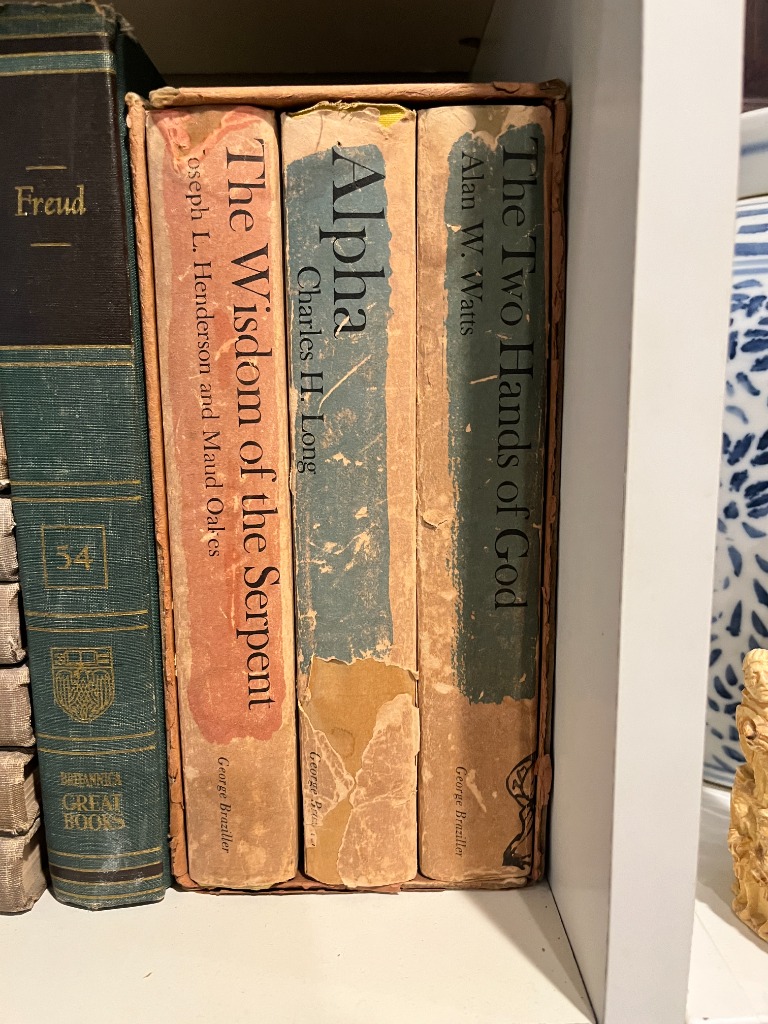 Freud
54
BRITANNICA
GREAT
BOOKS
The Wisdom of the Serpent
oseph L. Henderson and Maud Oakes
George Braziller
Alpha
Charles H. Long
George
The Two Hands of God
Alan W. Watts
George Braziller